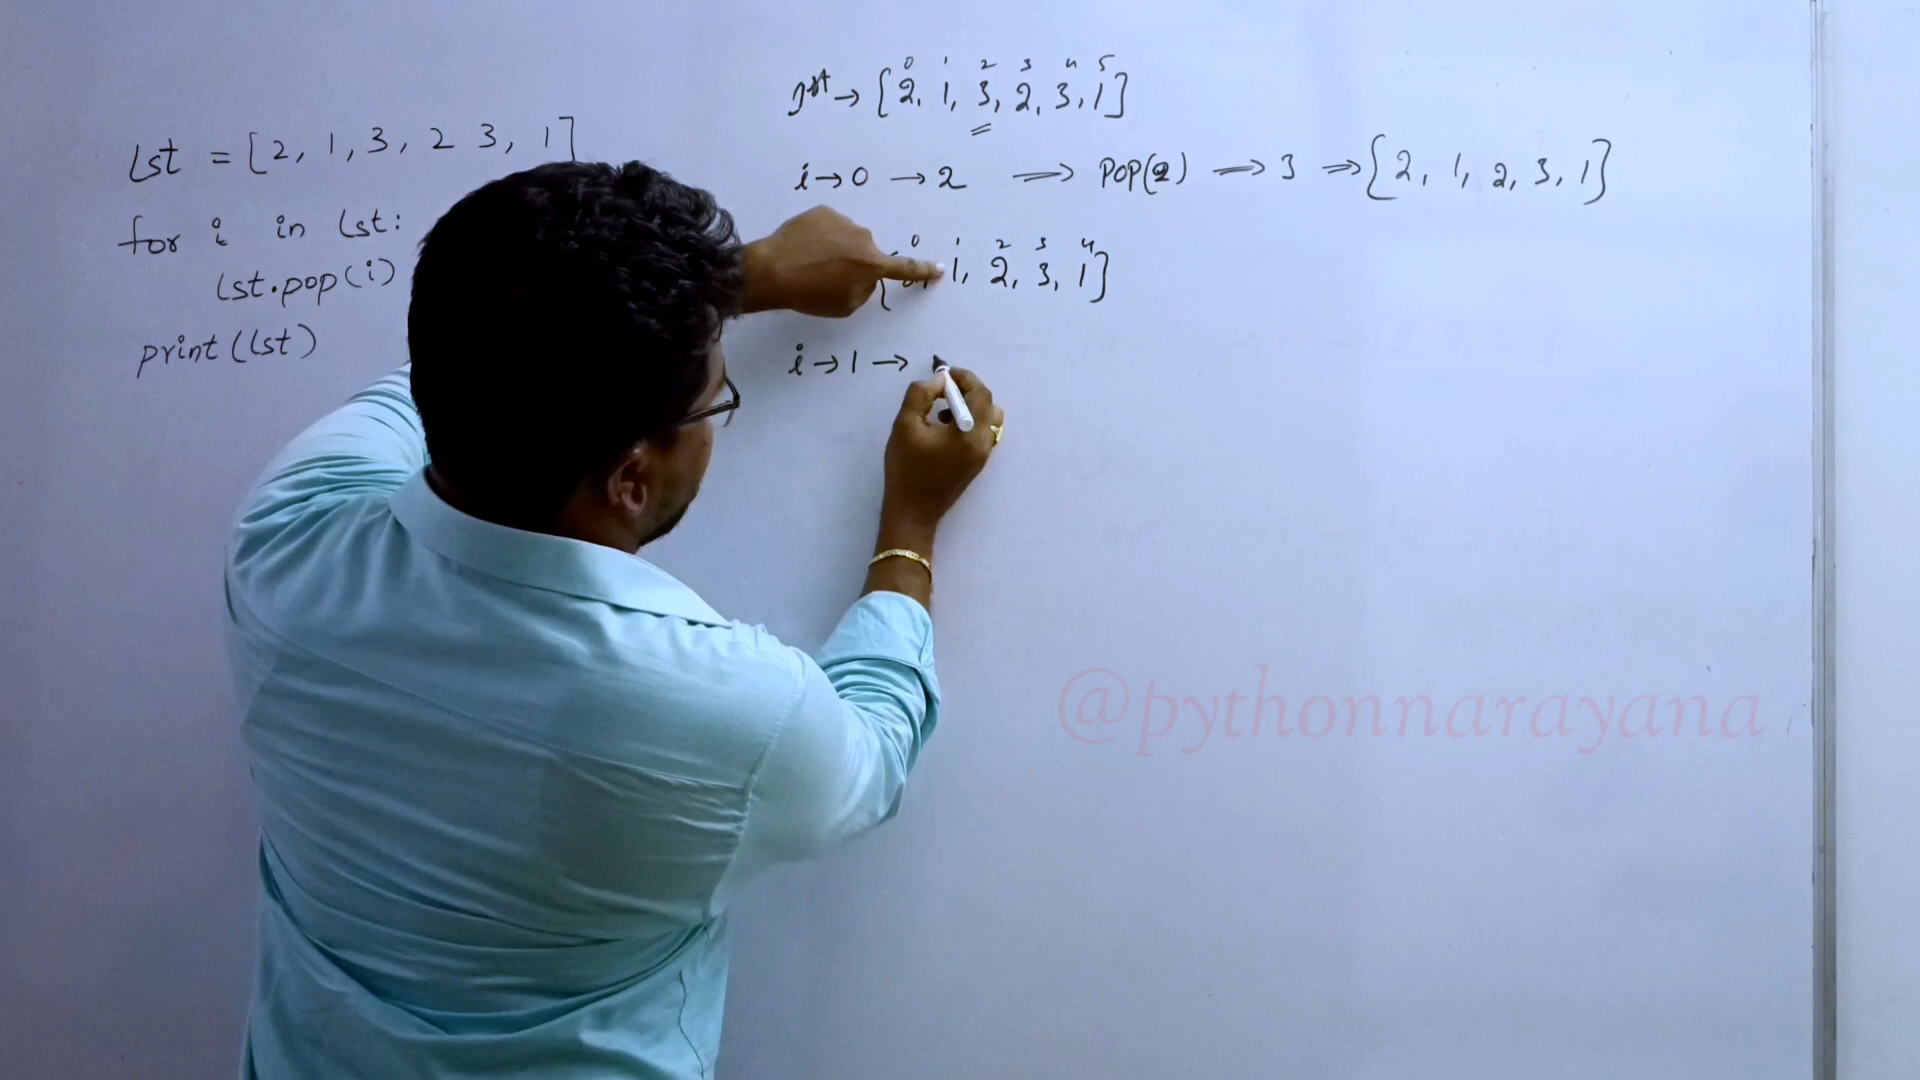 lst = [2, 1, 3, 2 3, 1]
for i in lst:
lst.pop(i)
print(lst)
0 1 2 3 4 5
→ [2, 1, 3, 2, 3, 1]
i → 0 → 2 ⟹ POP(2) ⟹ 3 ⟹ [2, 1, 2, 3, 1]
0 1 2 3 4
1, 2, 3, 1]
i → 1 →
@pythonnarayana